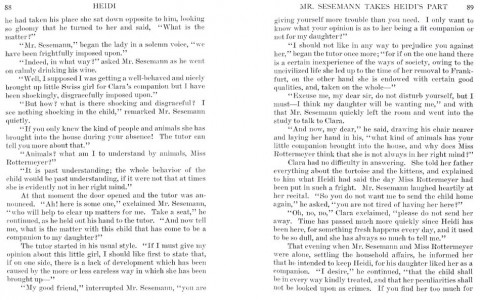 88 HEIDI
he had taken his place she sat down opposite to him, looking
so gloomy that he turned to her and said, "What is the
matter?"
"Mr. Sesemann," began the lady in a solemn voice, "we
have been frightfully imposed upon."
"Indeed, in what way?" asked Mr. Sesemann as he went
on calmly drinking his wine.
"Well, I supposed I was getting a well-behaved and nicely
brought up little Swiss girl for Clara's companion but I have
been shockingly, disgracefully imposed upon."
"But how? what is there shocking and disgraceful? I
see nothing shocking in the child," remarked Mr. Sesemann
quietly.
"If you only knew the kind of people and animals she has
brought into the house during your absence! The tutor can
tell you more about that."
"Animals? what am I to understand by animals, Miss
Rottermeyer?"
"It is past understanding; the whole behavior of the
child would be past understanding, if it were not that at times
she is evidently not in her right mind."
At that moment the door opened and the tutor was an-
nounced. "Ah! here is some one," exclaimed Mr. Sesemann,
"who will help to clear up matters for me. Take a seat," he
continued, as he held out his hand to the tutor. "And now tell
me, what is the matter with this child that has come to be a
companion to my daughter?"
The tutor started in his usual style. "If I must give my
opinion about this little girl, I should like first to state that,
if on one side, there is a lack of development which has been
caused by the more or less careless way in which she has been
brought up—"
"My good friend," interrupted Mr. Sesemann, "you are
MR. SESEMANN TAKES HEIDI'S PART 89
giving yourself more trouble than you need. I only want to
know what your opinion is as to her being a fit companion or
not for my daughter?"
"I should not like in any way to prejudice you against
her," began the tutor once more; "for if on the one hand there
is a certain inexperience of the ways of society, owing to the
uncivilized life she led up to the time of her removal to Frank-
furt, on the other hand she is endowed with certain good
qualities, and, taken on the whole—"
"Excuse me, my dear sir, do not disturb yourself, but I
must—I think my daughter will be wanting me," and with
that Mr. Sesemann quickly left the room and went into the
study to talk to Clara.
"And now, my dear," he said, drawing his chair nearer
and laying her hand in his, "what kind of animals has your
little companion brought into the house, and why does Miss
Rottermeyer think that she is not always in her right mind?"
Clara had no difficulty in answering. She told her father
everything about the tortoise and the kittens, and explained
to him what Heidi had said the day Miss Rottermeyer had
been put in such a fright. Mr. Sesemann laughed heartily at
her recital. "So you do not want me to send the child home
again," he asked, "you are not tired of having her here?"
"Oh, no, no," Clara exclaimed, "please do not send her
away. Time has passed much more quickly since Heidi has
been here, for something fresh happens every day, and it used
to be so dull, and she has always so much to tell me."
That evening when Mr. Sesemann and Miss Rottermeyer
were alone, settling the household affairs, he informed her
that he intended to keep Heidi, for his daughter liked her as a
companion. "I desire," he continued, "that the child shall
be in every way kindly treated, and that her peculiarities shall
not be looked upon as crimes. If you find her too much for